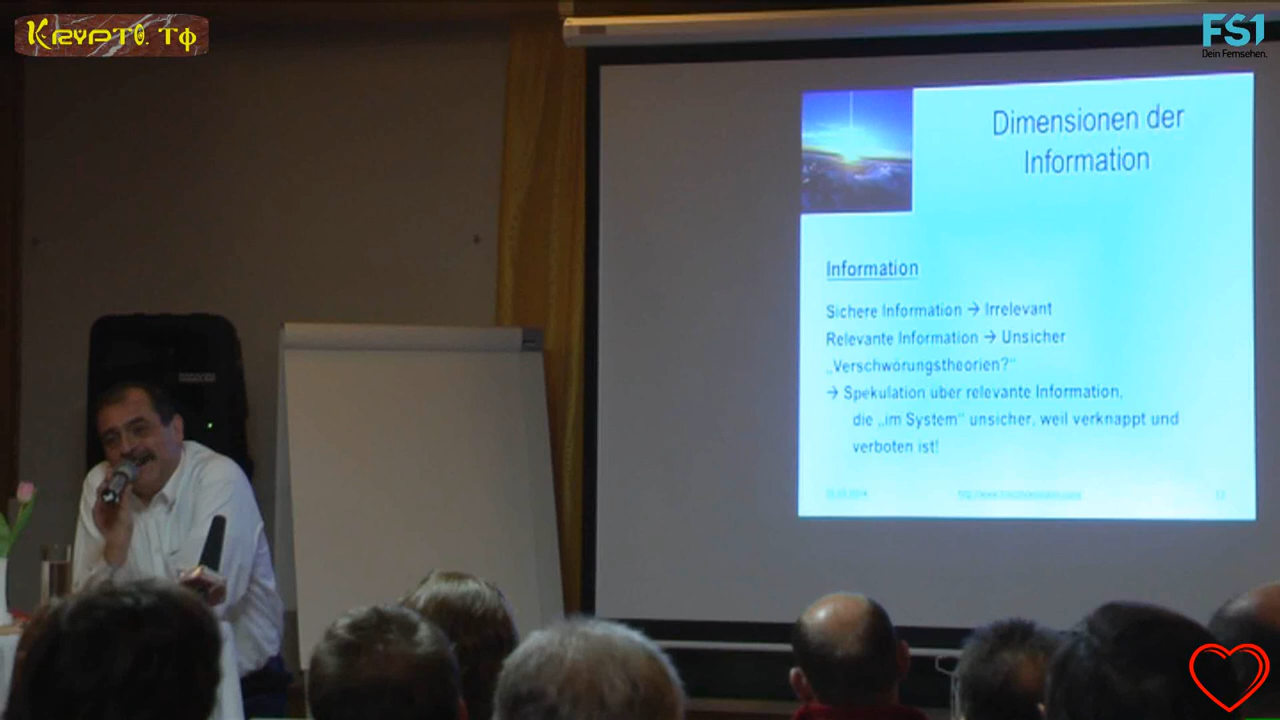 KRYPTO.TV
FS1
Dein Fernsehen.
Dimensionen der
Information
Information
Sichere Information → Irrelevant
Relevante Information → Unsicher
„Verschwörungstheorien?“
→ Spekulation über relevante Information,
die „im System“ unsicher, weil verknappt und
verboten ist!